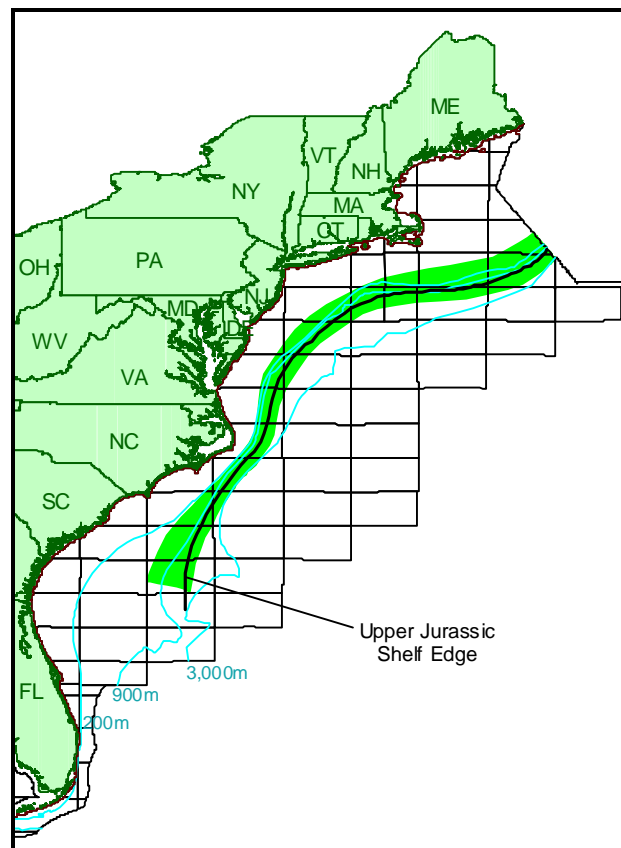 ME
VT
NH
NY
MA
CT
OH
PA
NJ
MD
D
WV
VA
NC
SC
Upper Jurassic
Shelf Edge
3,000m
FL
900m
200m